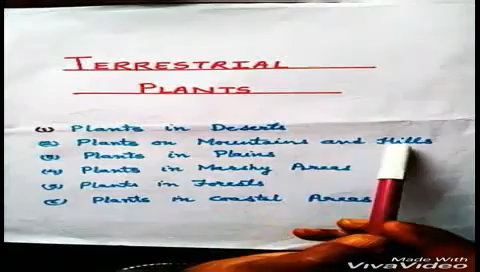 TERRESTRIAL
PLANTS
(1) Plants in Deserts
(2) Plants on Mountains and Hills
(3) Plants in Plains
(4) Plants in Marshy Areas
(5) Plants in Forests
(6) Plants in Coastal Areas
Made With
VivaVideo